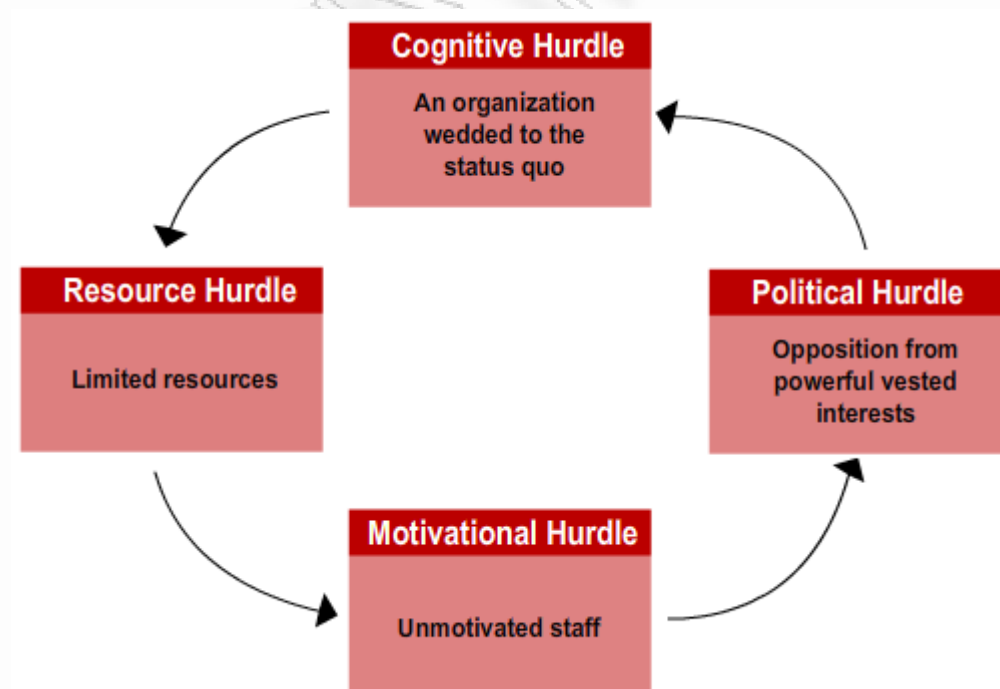 Cognitive Hurdle
An organization
wedded to the
status quo
Resource Hurdle
Limited resources
Political Hurdle
Opposition from
powerful vested
interests
Motivational Hurdle
Unmotivated staff